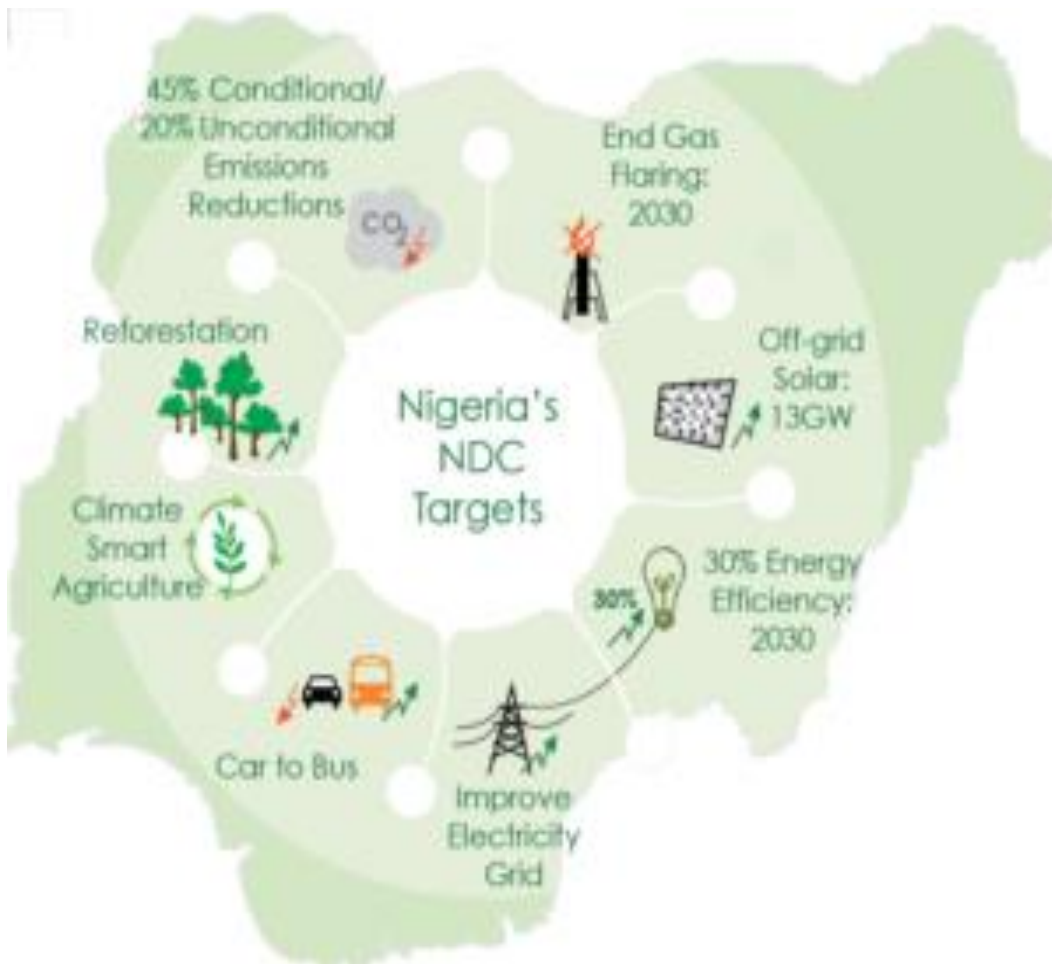 45% Conditional/
20% Unconditional
Emissions
Reductions
CO2
End Gas
Flaring:
2030
Off-grid
Solar:
13GW
30% Energy
Efficiency:
2030
30%
Improve
Electricity
Grid
Car to Bus
Climate
Smart
Agriculture
Reforestation
Nigeria's
NDC
Targets